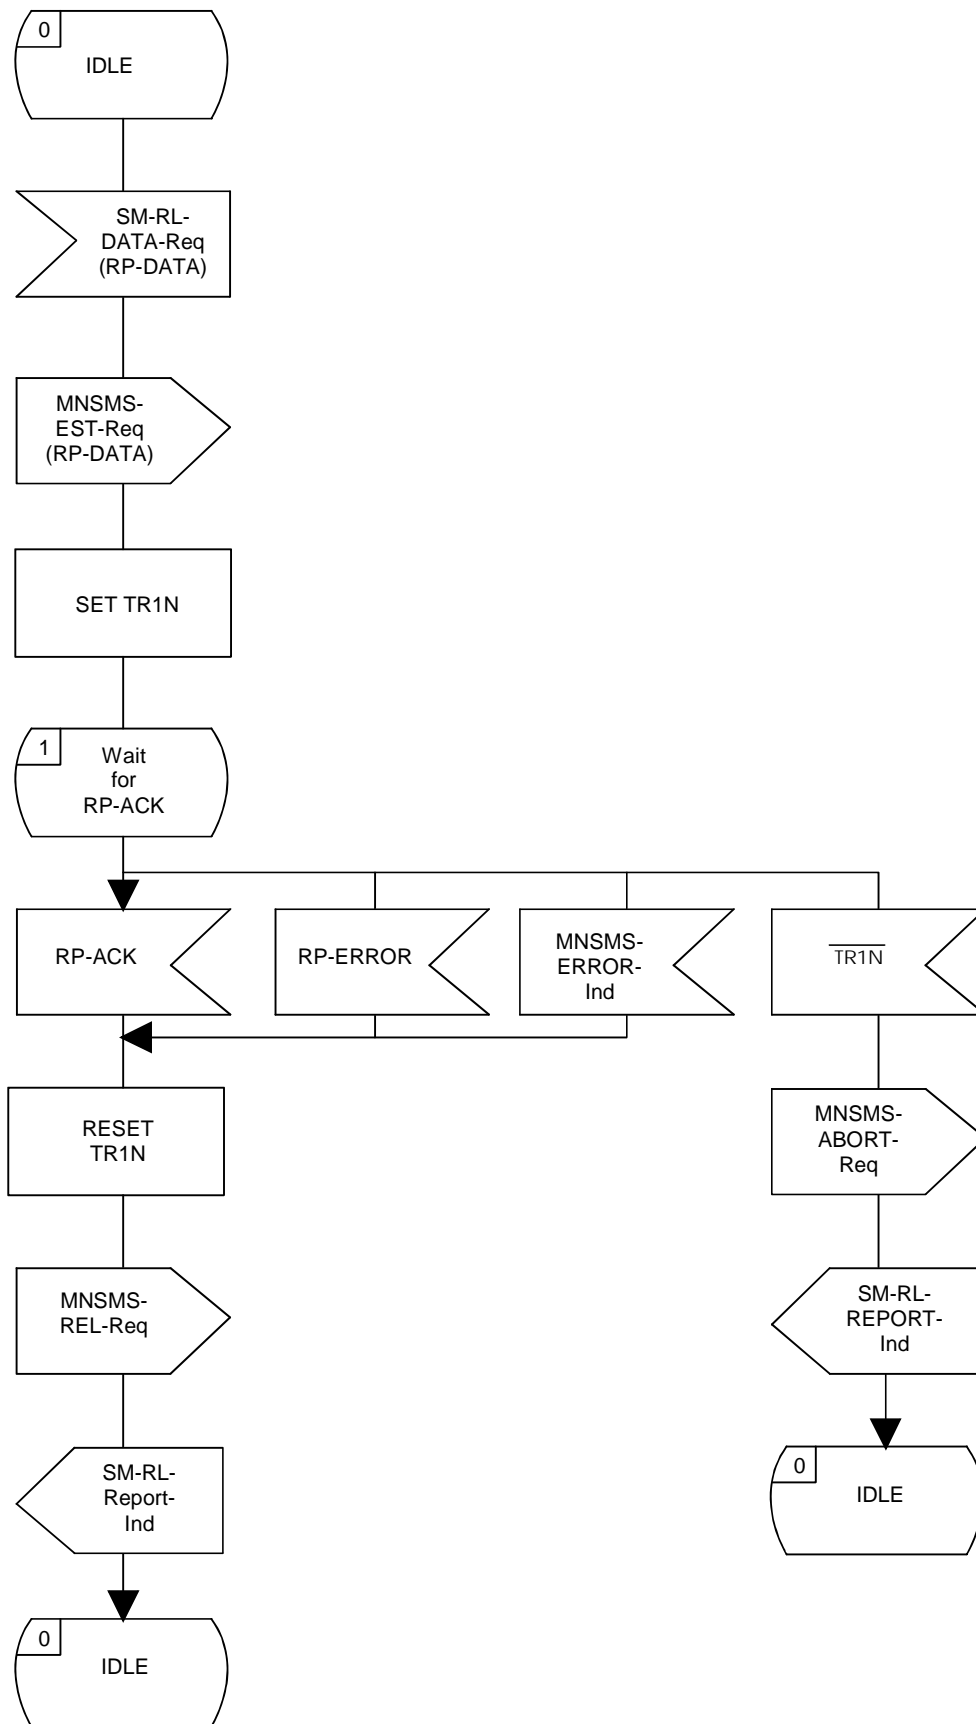 0
IDLE
SM-RL-
DATA-Req
(RP-DATA)
MNSMS-
EST-Req
(RP-DATA)
SET TR1N
1
Wait
for
RP-ACK
RP-ACK
RP-ERROR
MNSMS-
ERROR-
Ind
TR1N
RESET
TR1N
MNSMS-
ABORT-
Req
MNSMS-
REL-Req
SM-RL-
REPORT-
Ind
SM-RL-
Report-
Ind
0
IDLE
0
IDLE